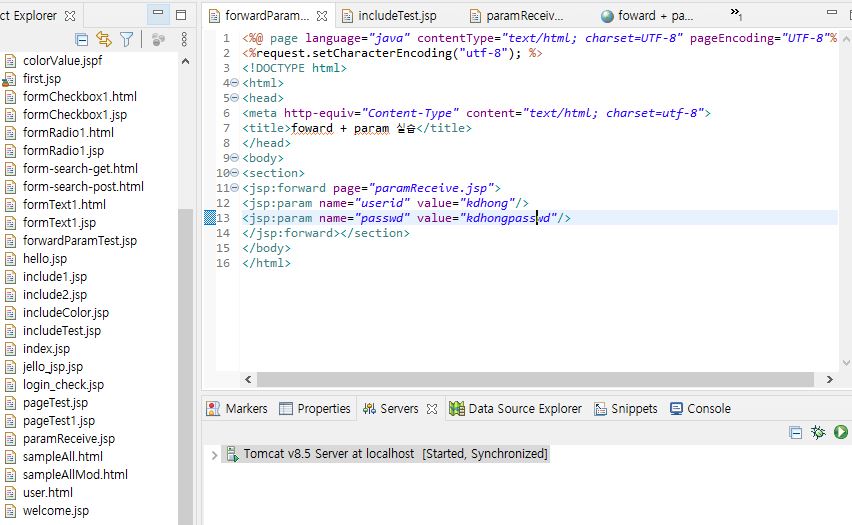 ct Explorer
forwardParam...
includeTest.jsp
paramReceiv...
foward + pa...
»1
colorValue.jspf
first.jsp
formCheckbox1.html
formCheckbox1.jsp
formRadio1.html
formRadio1.jsp
form-search-get.html
form-search-post.html
formText1.html
formText1.jsp
forwardParamTest.jsp
hello.jsp
include1.jsp
include2.jsp
includeColor.jsp
includeTest.jsp
index.jsp
jello_jsp.jsp
login_check.jsp
pageTest.jsp
pageTest1.jsp
paramReceive.jsp
sampleAll.html
sampleAllMod.html
user.html
welcome.jsp
1 <%@ page language="java" contentType="text/html; charset=UTF-8" pageEncoding="UTF-8"%
2 <%request.setCharacterEncoding("utf-8"); %>
3 <!DOCTYPE html>
4 <html>
5 <head>
6 <meta http-equiv="Content-Type" content="text/html; charset=utf-8">
7 <title>foward + param 실습</title>
8 </head>
9 <body>
10 <section>
11 <jsp:forward page="paramReceive.jsp">
12 <jsp:param name="userid" value="kdhong"/>
13 <jsp:param name="passwd" value="kdhongpasswd"/>
14 </jsp:forward></section>
15 </body>
16 </html>
Markers
Properties
Servers
Data Source Explorer
Snippets
Console
Tomcat v8.5 Server at localhost [Started, Synchronized]